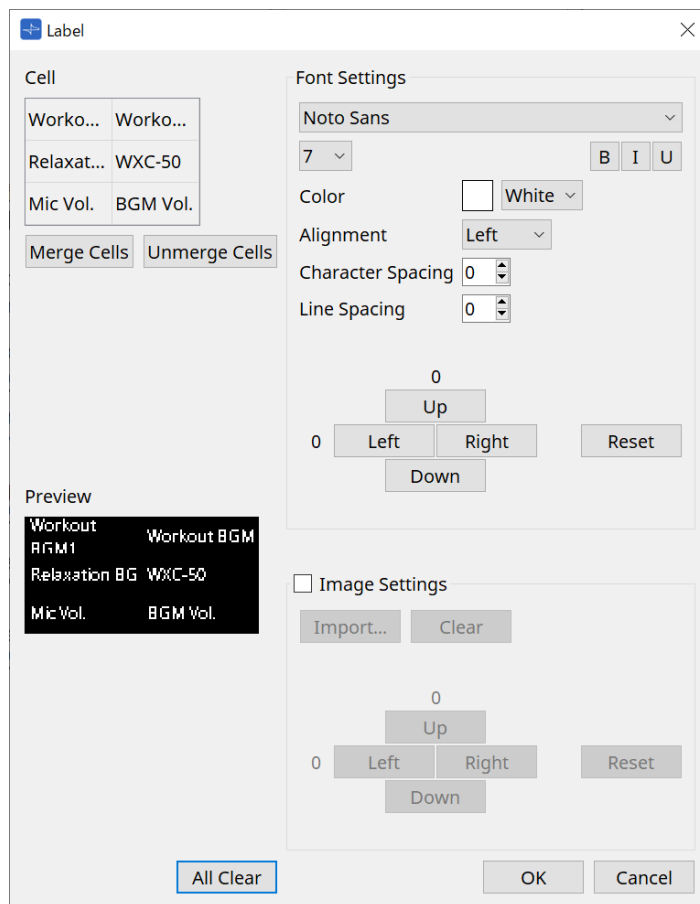 Label
Cell
Worko... Worko...
Relaxat... WXC-50
Mic Vol. BGM Vol.
Merge Cells Unmerge Cells
Preview
Workout
BGM1 Workout BGM
Relaxation BG WXC-50
Mic Vol. BGM Vol.
All Clear
Font Settings
Noto Sans
7 B I U
Color White
Alignment Left
Character Spacing 0
Line Spacing 0
0
Up
0 Left Right Reset
Down
Image Settings
Import... Clear
0
Up
0 Left Right Reset
Down
OK Cancel